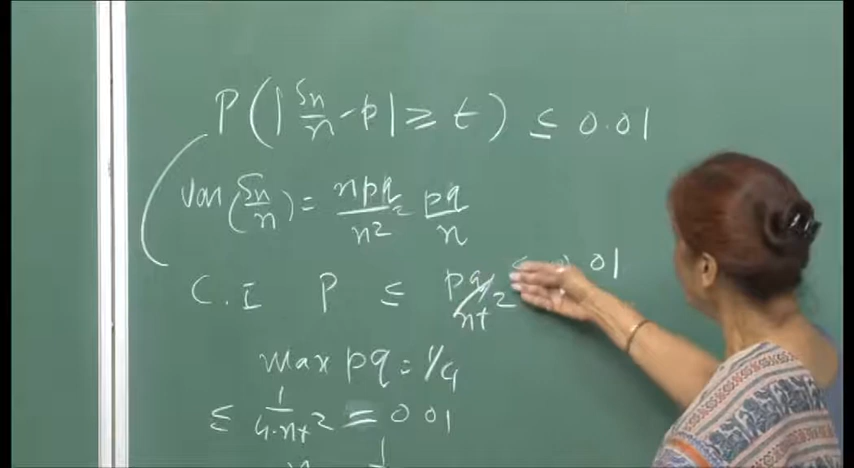 P(|Sn/n - p| ≥ t) ≤ 0.01
Var(Sn/n) = npq/n² = pq/n
C.I P ≤ pq/nt² ≤ 0.01
Max pq = 1/4
≤ 1/4·nt² = 0.01
n 1